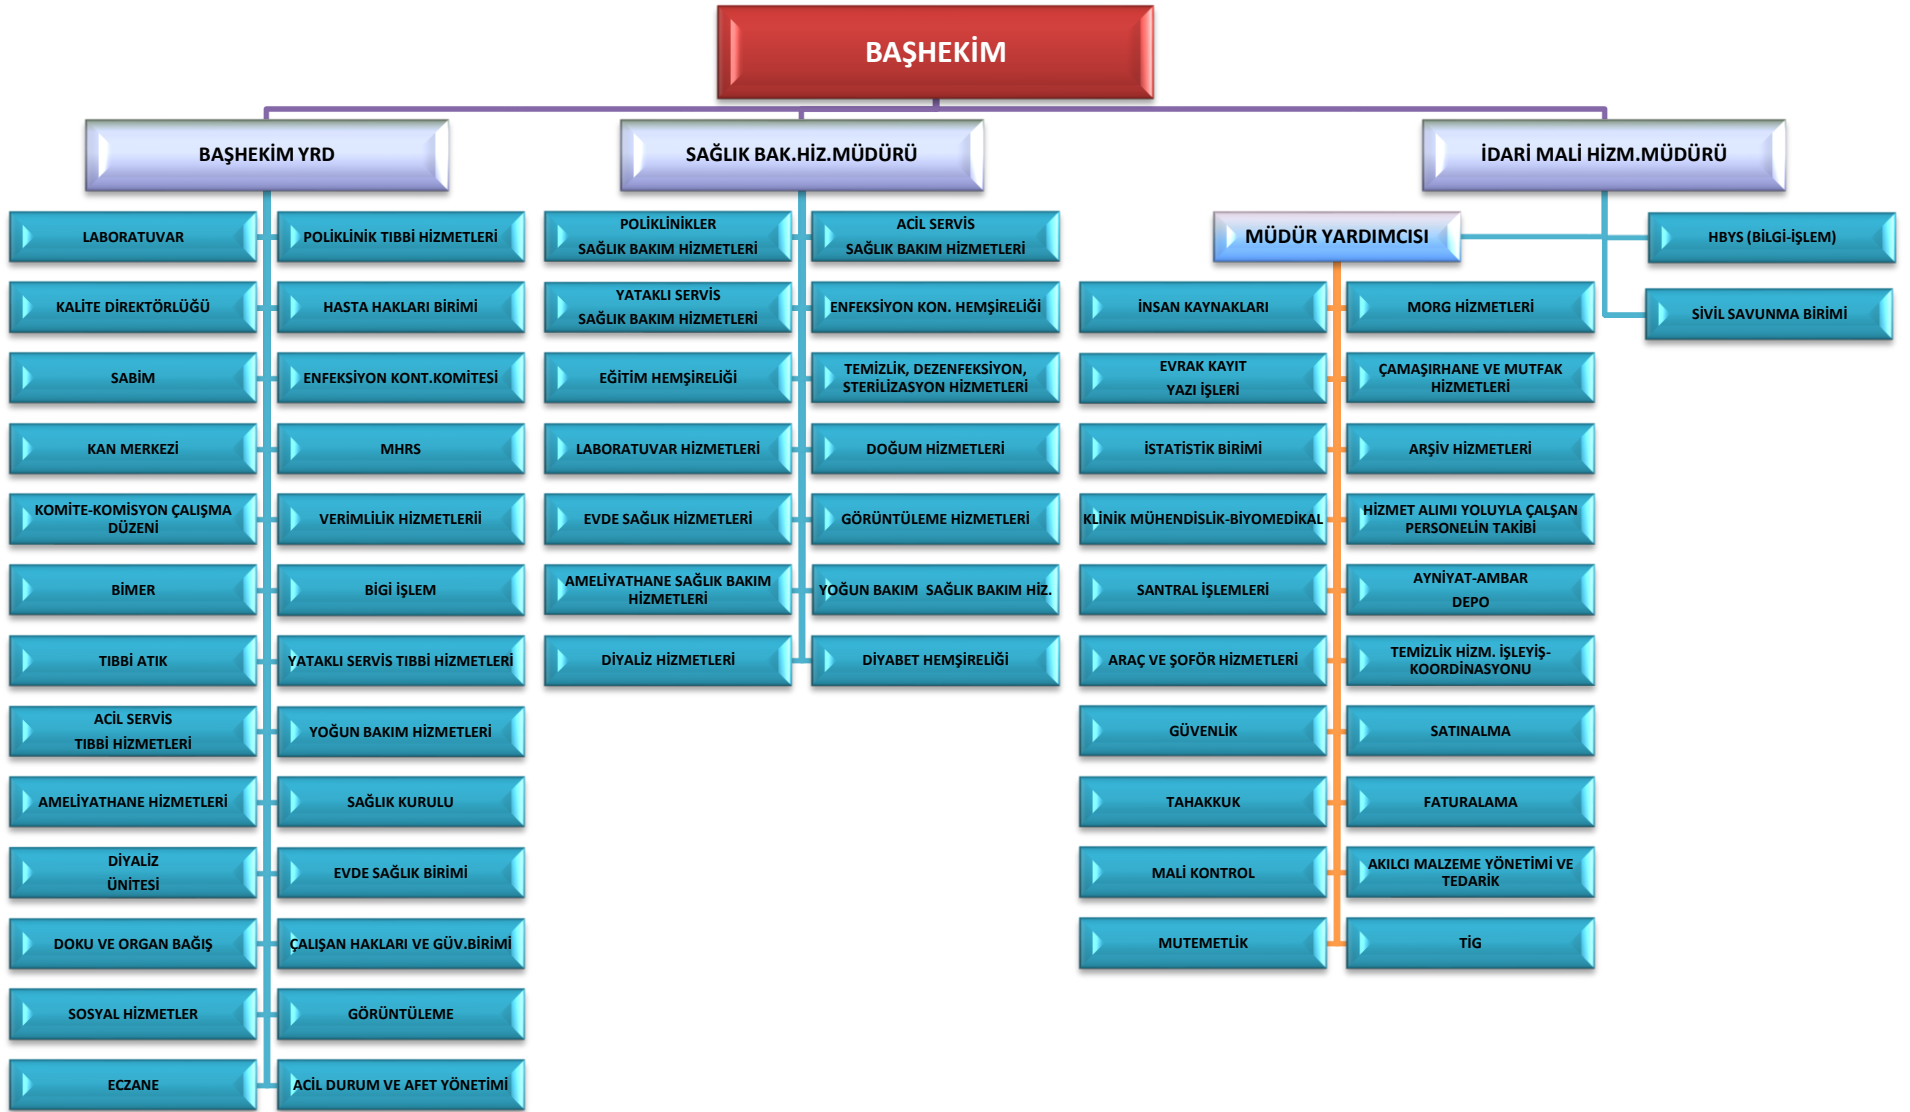 BAŞHEKİM
BAŞHEKİM YRD
SAĞLIK BAK.HİZ.MÜDÜRÜ
İDARİ MALİ HİZM.MÜDÜRÜ
LABORATUVAR
POLİKLİNİK TIBBİ HİZMETLERİ
KALİTE DİREKTÖRLÜĞÜ
HASTA HAKLARI BİRİMİ
SABİM
ENFEKSİYON KONT.KOMİTESİ
KAN MERKEZİ
MHRS
KOMİTE-KOMİSYON ÇALIŞMA
DÜZENİ
VERİMLİLİK HİZMETLERİİ
BİMER
BİGİ İŞLEM
TIBBİ ATIK
YATAKLI SERVİS TIBBİ HİZMETLERİ
ACİL SERVİS
TIBBİ HİZMETLERİ
YOĞUN BAKIM HİZMETLERİ
AMELİYATHANE HİZMETLERİ
SAĞLIK KURULU
DİYALİZ
ÜNİTESİ
EVDE SAĞLIK BİRİMİ
DOKU VE ORGAN BAĞIŞ
ÇALIŞAN HAKLARI VE GÜV.BİRİMİ
SOSYAL HİZMETLER
GÖRÜNTÜLEME
ECZANE
ACİL DURUM VE AFET YÖNETİMİ
POLİKLİNİKLER
SAĞLIK BAKIM HİZMETLERİ
ACİL SERVİS
SAĞLIK BAKIM HİZMETLERİ
YATAKLI SERVİS
SAĞLIK BAKIM HİZMETLERİ
ENFEKSİYON KON. HEMŞİRELİĞİ
EĞİTİM HEMŞİRELİĞİ
TEMİZLİK, DEZENFEKSİYON,
STERİLİZASYON HİZMETLERİ
LABORATUVAR HİZMETLERİ
DOĞUM HİZMETLERİ
EVDE SAĞLIK HİZMETLERİ
GÖRÜNTÜLEME HİZMETLERİ
AMELİYATHANE SAĞLIK BAKIM
HİZMETLERİ
YOĞUN BAKIM  SAĞLIK BAKIM HİZ.
DİYALİZ HİZMETLERİ
DİYABET HEMŞİRELİĞİ
MÜDÜR YARDIMCISI
HBYS (BİLGİ-İŞLEM)
SİVİL SAVUNMA BİRİMİ
İNSAN KAYNAKLARI
MORG HİZMETLERİ
EVRAK KAYIT
YAZI İŞLERİ
ÇAMAŞIRHANE VE MUTFAK
HİZMETLERİ
İSTATİSTİK BİRİMİ
ARŞİV HİZMETLERİ
KLİNİK MÜHENDİSLİK-BİYOMEDİKAL
HİZMET ALIMI YOLUYLA ÇALŞAN
PERSONELİN TAKİBİ
SANTRAL İŞLEMLERİ
AYNİYAT-AMBAR
DEPO
ARAÇ VE ŞOFÖR HİZMETLERİ
TEMİZLİK HİZM. İŞLEYİŞ-
KOORDİNASYONU
GÜVENLİK
SATINALMA
TAHAKKUK
FATURALAMA
MALİ KONTROL
AKILCI MALZEME YÖNETİMİ VE
TEDARİK
MUTEMETLİK
TİG